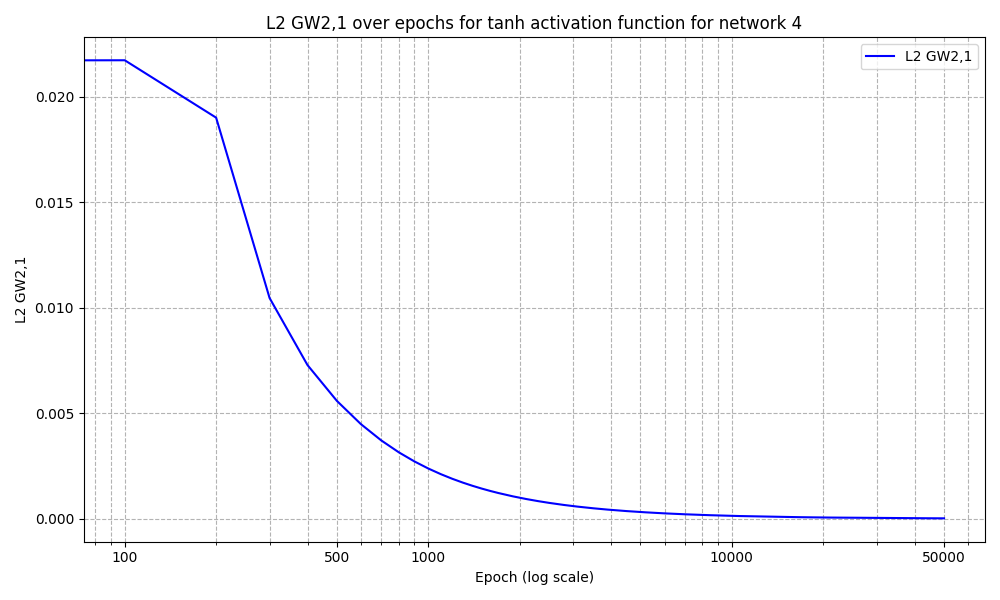 L2 GW2,1 over epochs for tanh activation function for network 4
L2 GW2,1
0.020
0.015
0.010
0.005
0.000
L2 GW2,1
100
500
1000
10000
50000
Epoch (log scale)